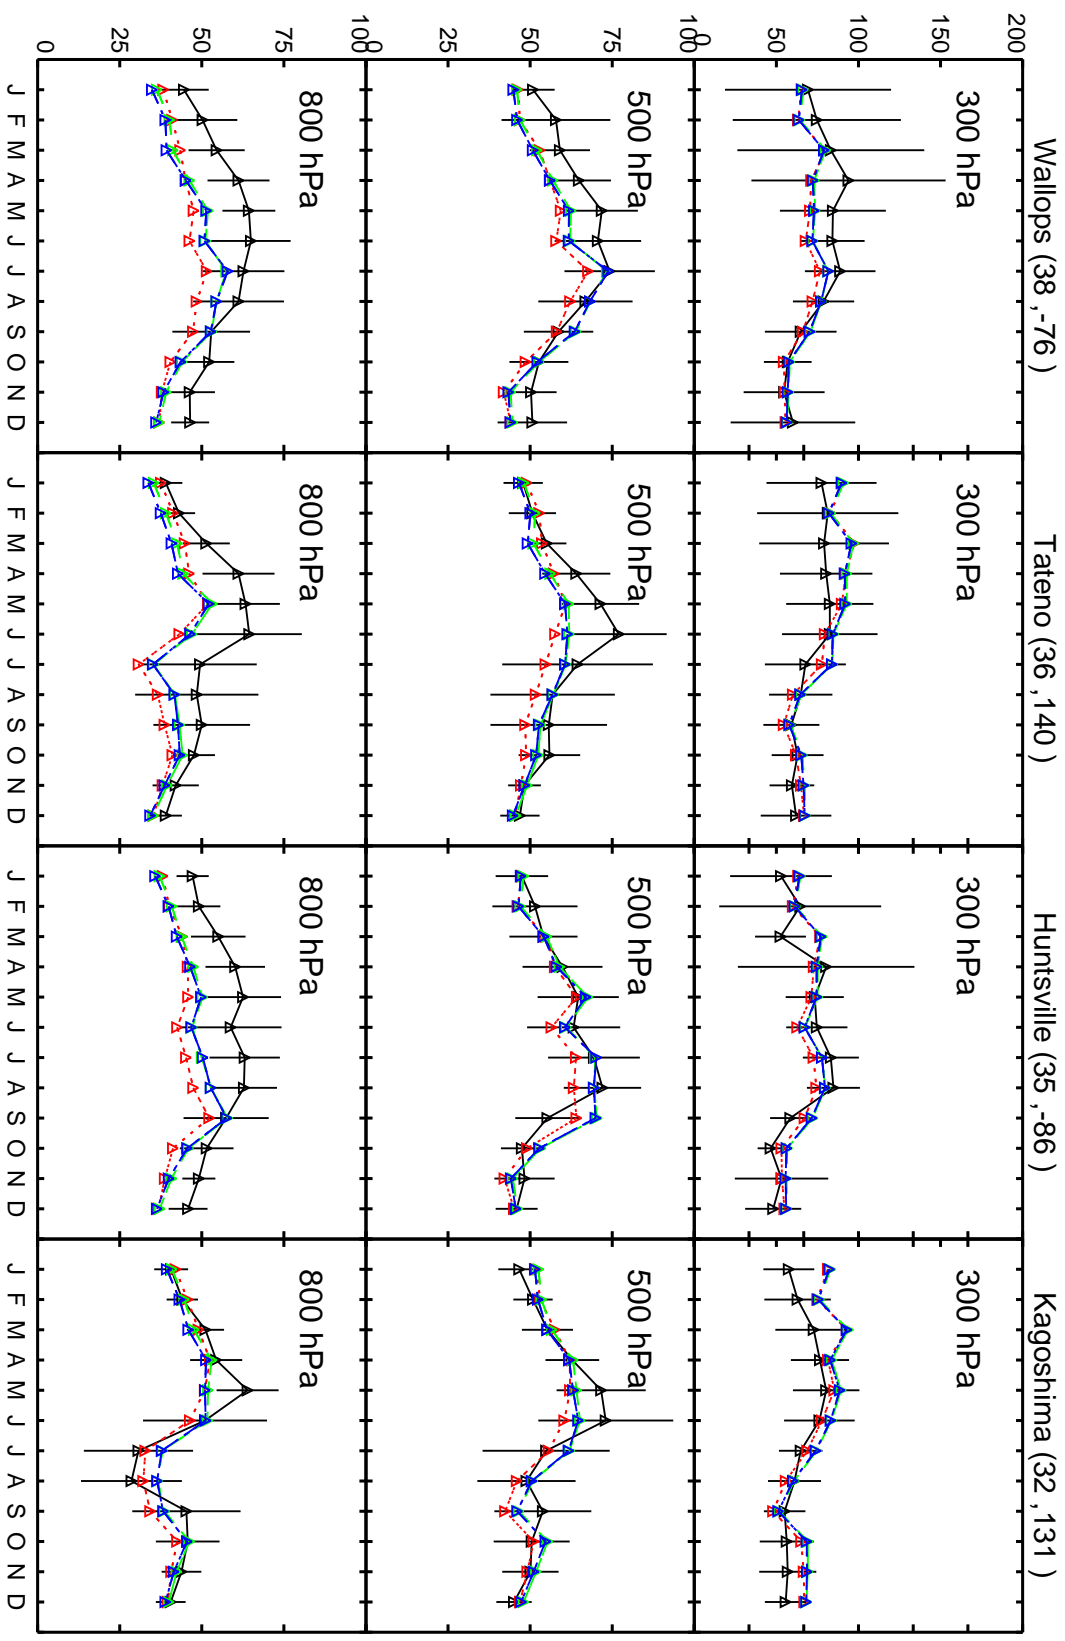 Wallops (38 ,-76 )
Tateno (36 ,140 )
Huntsville (35 ,-86 )
Kagoshima (32 ,131 )
200
150
100
50
0
300 hPa
300 hPa
300 hPa
300 hPa
100
75
50
25
0
500 hPa
500 hPa
500 hPa
500 hPa
100
75
50
25
0
800 hPa
800 hPa
800 hPa
800 hPa
J F M A M J J A S O N D
J F M A M J J A S O N D
J F M A M J J A S O N D
J F M A M J J A S O N D